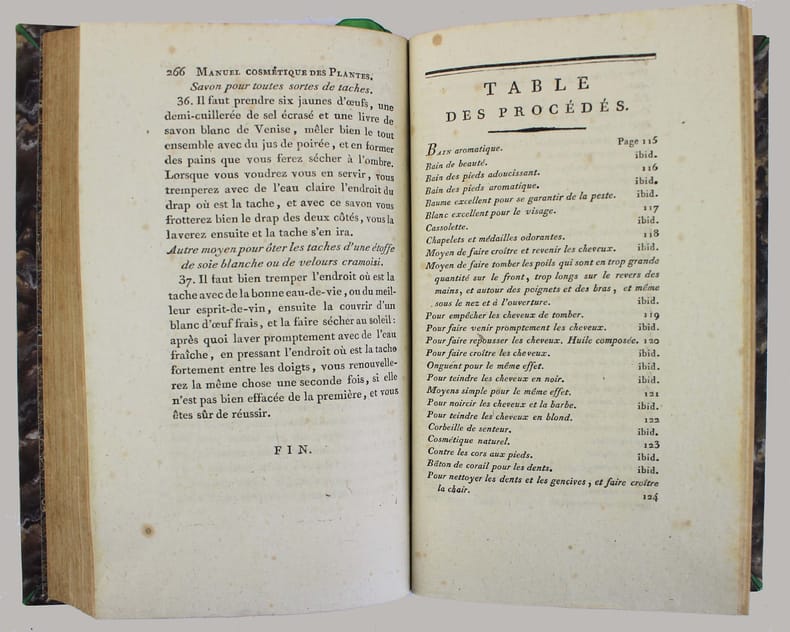 266 MANUEL COSMÉTIQUE DES PLANTES.
Savon pour toutes sortes de taches.
36. Il faut prendre six jaunes d'œufs, une
demi-cuillerée de sel écrasé et une livre de
savon blanc de Venise, mêler bien le tout
ensemble avec du jus de poirée, et en former
des pains que vous ferez sécher à l'ombre.
Lorsque vous voudrez vous en servir, vous
tremperez avec de l'eau claire l'endroit du
drap où est la tache, et avec ce savon vous
frotterez bien le drap des deux côtés, vous la
laverez ensuite et la tache s'en ira.
Autre moyen pour ôter les taches d'une étoffe
de soie blanche ou de velours cramoisi.
37. Il faut bien tremper l'endroit où est la
tache avec de la bonne eau-de-vie, ou du meil-
leur esprit-de-vin, ensuite la couvrir d'un
blanc d'œuf frais, et la faire sécher au soleil:
après quoi laver promptement avec de l'eau
fraîche, en pressant l'endroit où est la tache
fortement entre les doigts, vous renouvelle-
rez la même chose une seconde fois, si elle
n'est pas bien effacée de la première, et vous
êtes sûr de réussir.
FIN.
TABLE
DES PROCÉDÉS.
BAIN aromatique. Page 115
Bain de beauté. ibid.
Bain des pieds adoucissant. 116
Bain des pieds aromatique. ibid.
Baume excellent pour se garantir de la peste. ibid.
Blanc excellent pour le visage. 117
Cassolette. ibid.
Chapelets et médailles odorantes. 118
Moyen de faire croître et revenir les cheveux. ibid.
Moyen de faire tomber les poils qui sont en trop grande
quantité sur le front, trop longs sur le revers des
mains, et autour des poignets et des bras, et même
sous le nez et à l'ouverture. ibid.
Pour empêcher les cheveux de tomber. 119
Pour faire venir promptement les cheveux. ibid.
Pour faire repousser les cheveux. Huile composée. 120
Pour faire croître les cheveux. ibid.
Onguent pour le même effet. ibid.
Pour teindre les cheveux en noir. ibid.
Moyens simple pour le même effet. 121
Pour noircir les cheveux et la barbe. ibid.
Pour teindre les cheveux en blond. 122
Corbeille de senteur. ibid.
Cosmétique naturel. 123
Contre les cors aux pieds. ibid.
Bâton de corail pour les dents. ibid.
Pour nettoyer les dents et les gencives, et faire croître
la chair. 124